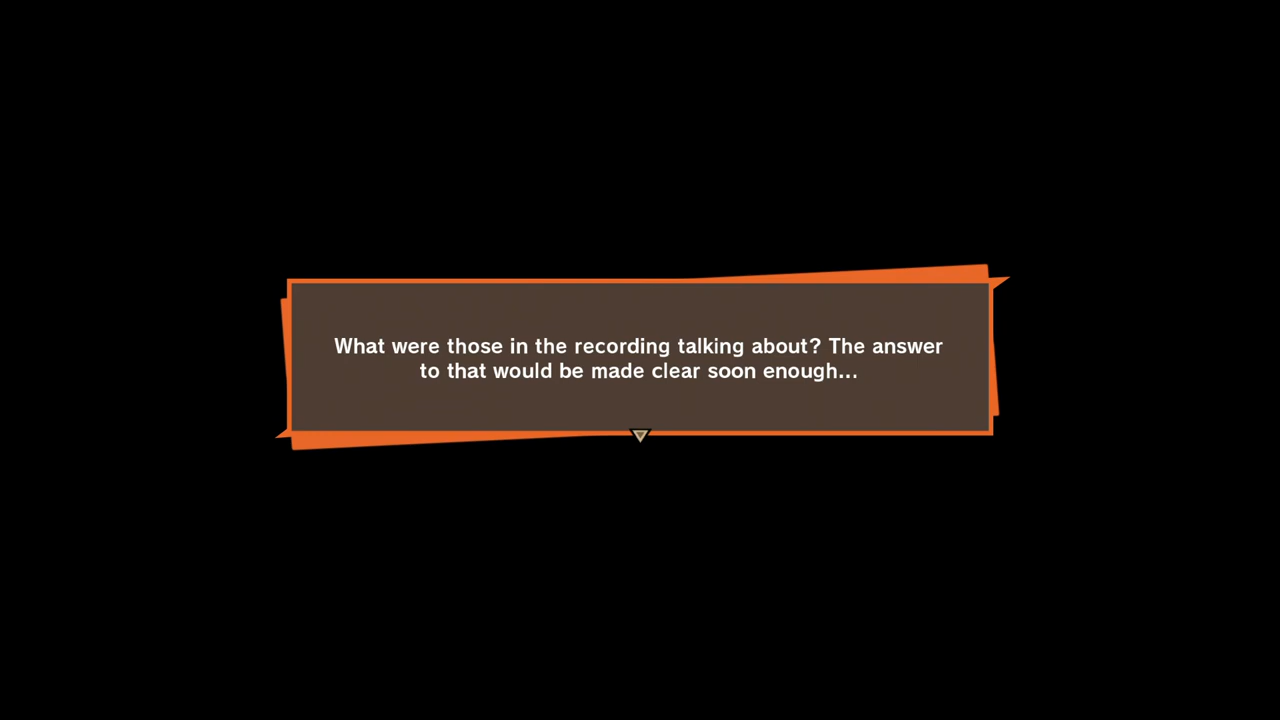 What were those in the recording talking about? The answer
to that would be made clear soon enough...